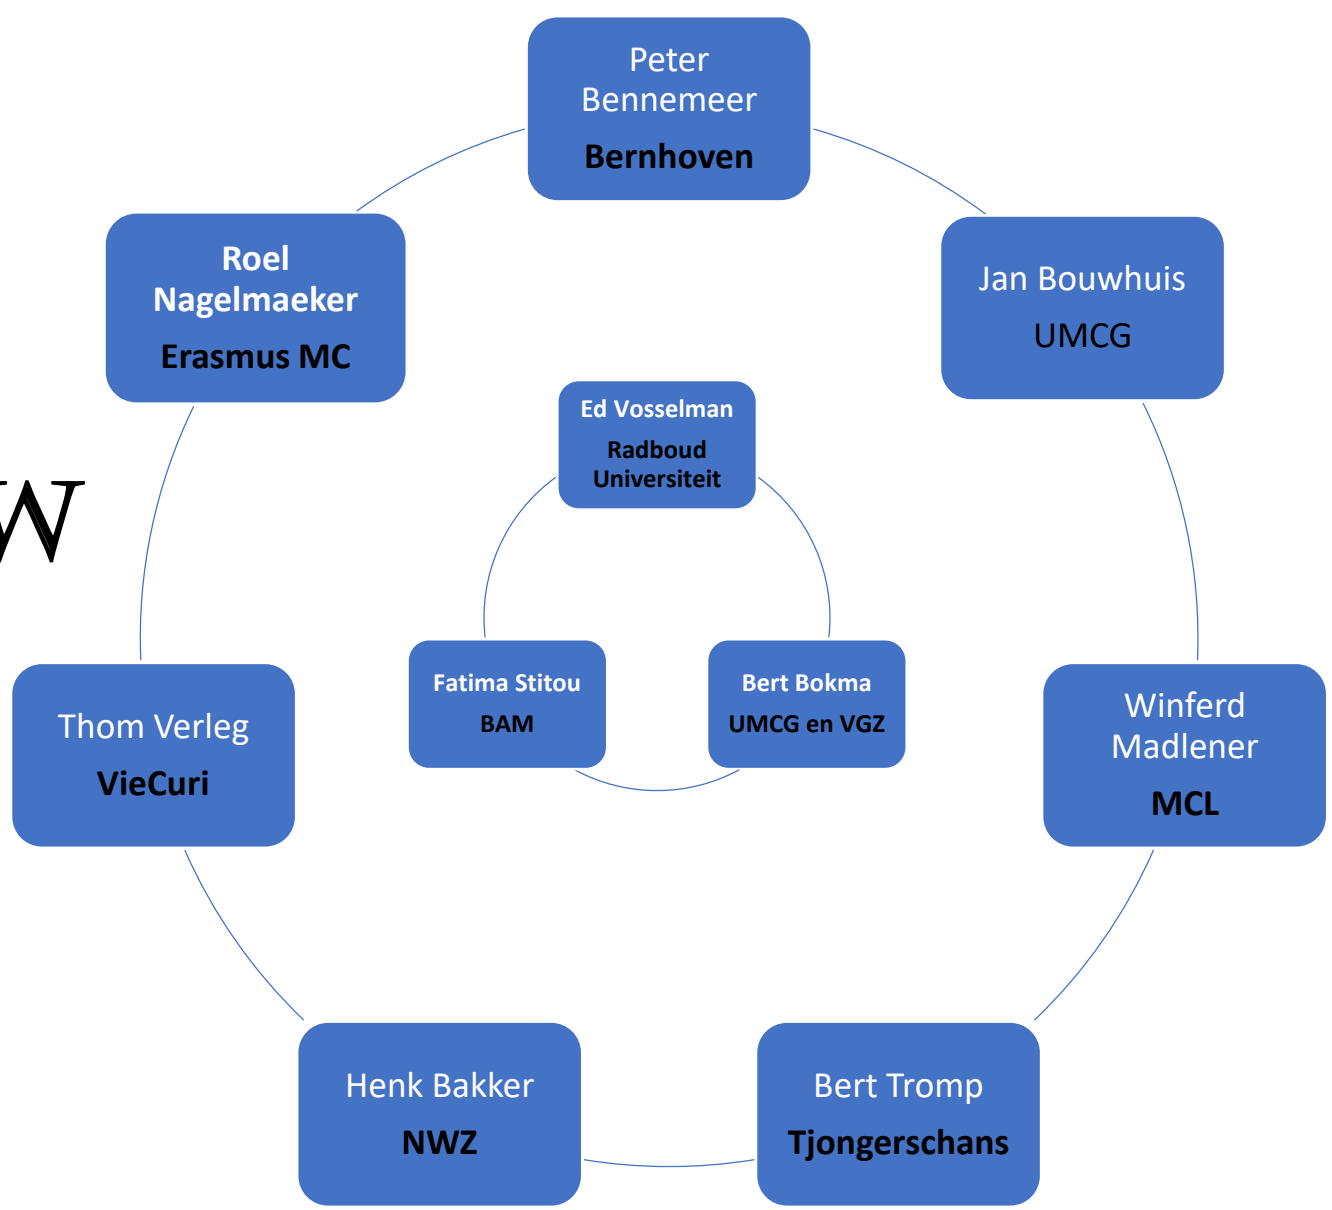 Peter
Bennemeer
Bernhoven
Roel
Nagelmaeker
Erasmus MC
Jan Bouwhuis
UMCG
Ed Vosselman
Radboud
Universiteit
W
Fatima Stitou
BAM
Bert Bokma
UMCG en VGZ
Thom Verleg
VieCuri
Winferd
Madlener
MCL
Henk Bakker
NWZ
Bert Tromp
Tjongerschans